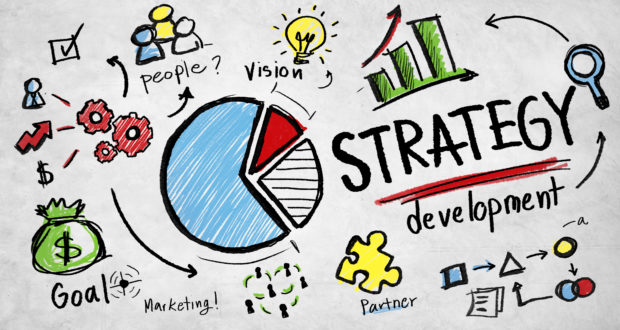 people?
Vision
STRATEGY
development
$
$
Goal
Marketing!
Partner
a